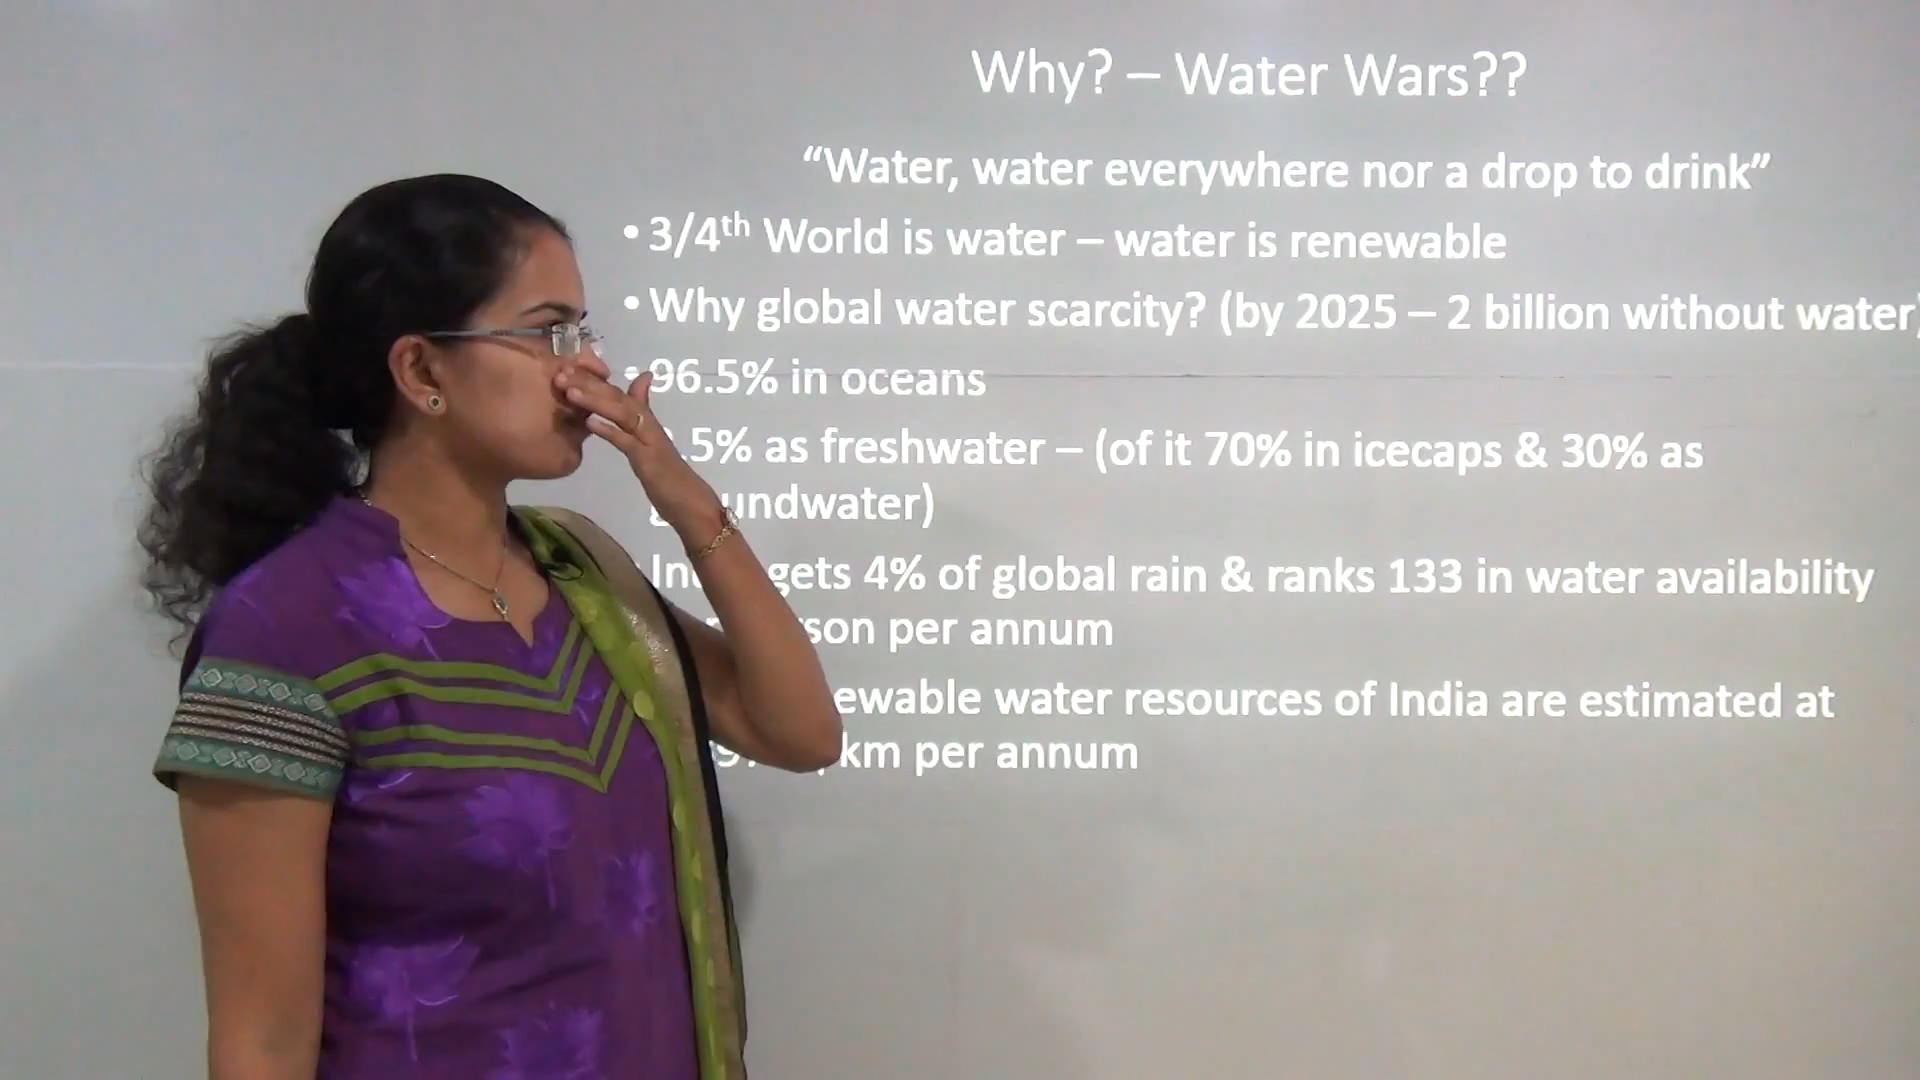 Why? – Water Wars??
“Water, water everywhere nor a drop to drink”
• 3/4th World is water – water is renewable
• Why global water scarcity? (by 2025 – 2 billion without water)
• 96.5% in oceans
.5% as freshwater – (of it 70% in icecaps & 30% as
groundwater)
gets 4% of global rain & ranks 133 in water availability
per annum
water resources of India are estimated at
km per annum